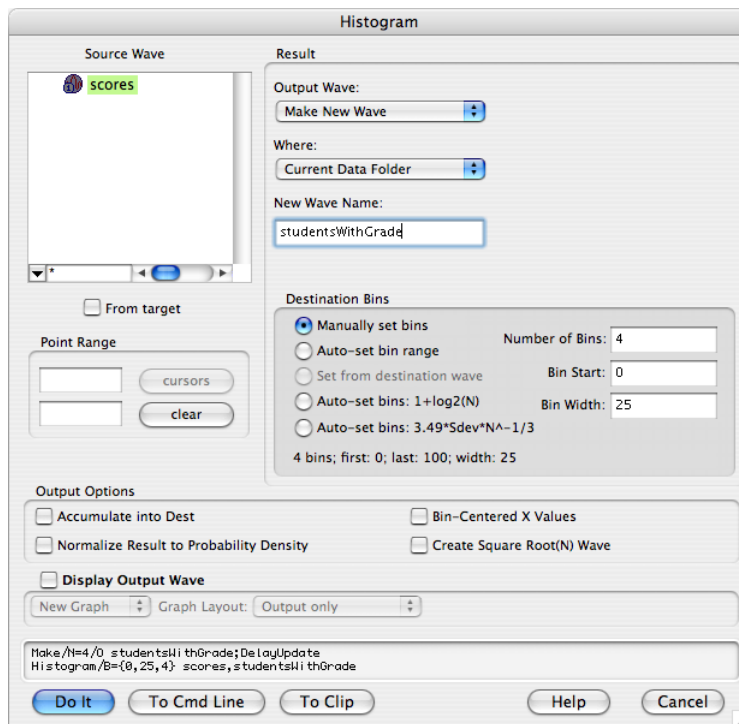 Histogram
Source Wave
scores
*
From target
Point Range
cursors
clear
Result
Output Wave:
Make New Wave
Where:
Current Data Folder
New Wave Name:
studentsWithGrade
Destination Bins
Manually set bins
Auto-set bin range
Set from destination wave
Auto-set bins: 1+log2(N)
Auto-set bins: 3.49*Sdev*N^-1/3
Number of Bins: 4
Bin Start: 0
Bin Width: 25
4 bins; first: 0; last: 100; width: 25
Output Options
Accumulate into Dest
Bin-Centered X Values
Normalize Result to Probability Density
Create Square Root(N) Wave
Display Output Wave
New Graph Graph Layout: Output only
Make/N=4/O studentsWithGrade;DelayUpdate
Histogram/B={0,25,4} scores,studentsWithGrade
Do It To Cmd Line To Clip Help Cancel